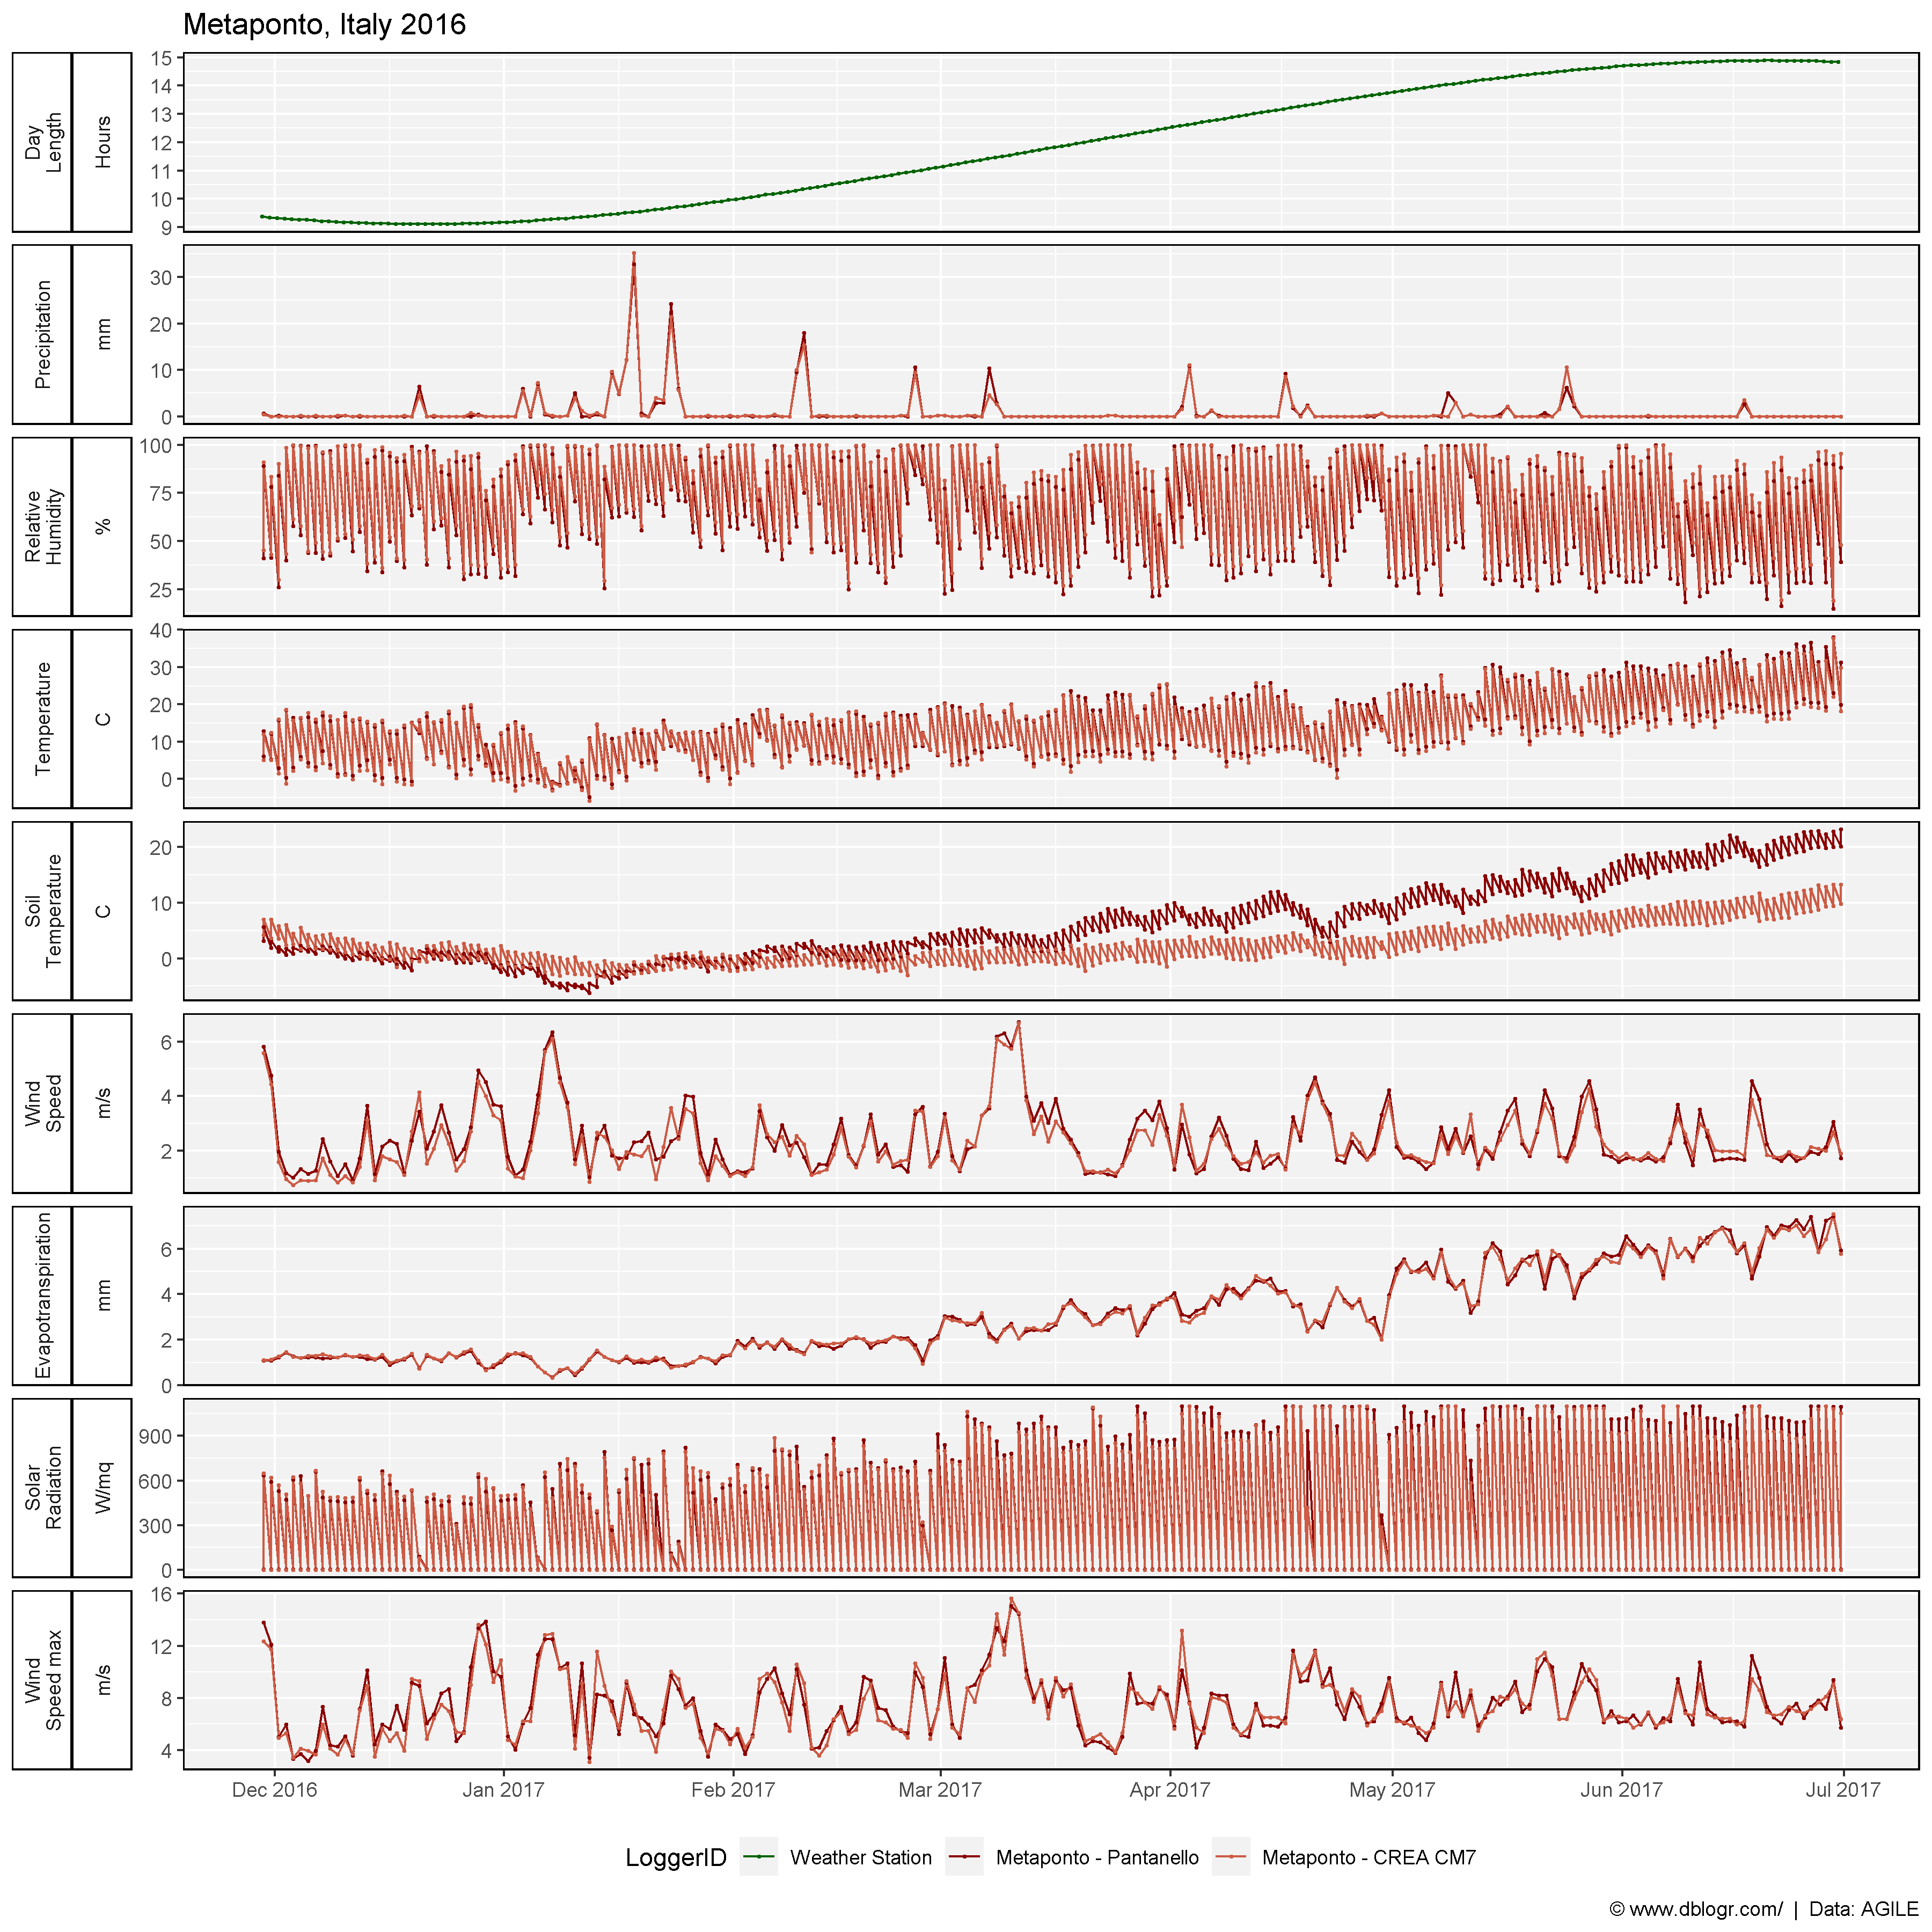 Metaponto, Italy 2016
Day
Length
Hours
15
14
13
12
11
10
9
Precipitation
mm
30
20
10
0
Relative
Humidity
%
100
75
50
25
Temperature
C
40
30
20
10
0
Soil
Temperature
C
20
10
0
Wind
Speed
m/s
6
4
2
Evapotranspiration
mm
6
4
2
0
Solar
Radiation
W/mq
900
600
300
0
Wind
Speed max
m/s
16
12
8
4
Dec 2016 Jan 2017 Feb 2017 Mar 2017 Apr 2017 May 2017 Jun 2017 Jul 2017
LoggerID Weather Station Metaponto - Pantanello Metaponto - CREA CM7
© www.dblogr.com/ | Data: AGILE